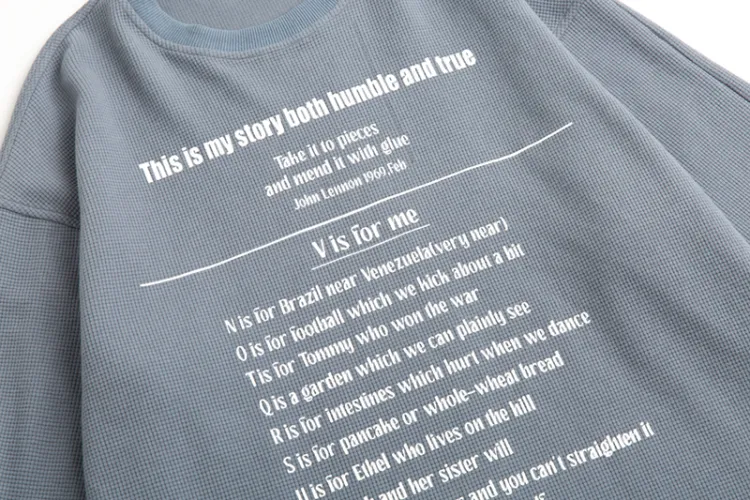 This is my story both humble and true
Take it to pieces
and mend it with glue
John Lennon 1969,Feb
V is for me
N is for Brazil near Venezuela(very near)
O is for football which we kick about a bit
T is for Tommy who won the war
Q is a garden which we can plainly see
R is for intestines which hurt when we dance
S is for pancake or whole-wheat bread
U is for Ethel who lives on the hill
and her sister will
and you can't straighten it